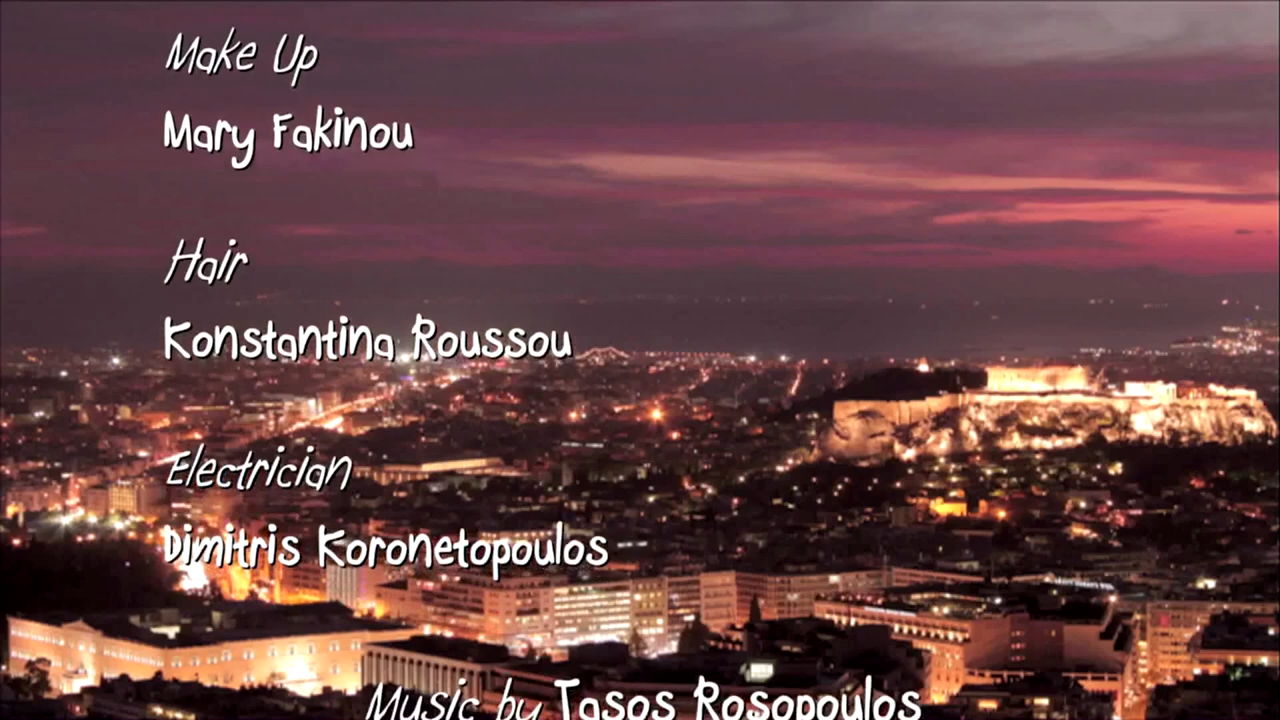 Make Up
Mary Fakinou
Hair
Konstantina Roussou
Electrician
Dimitris Koronetopoulos
Music by Tasos Rosopoulos